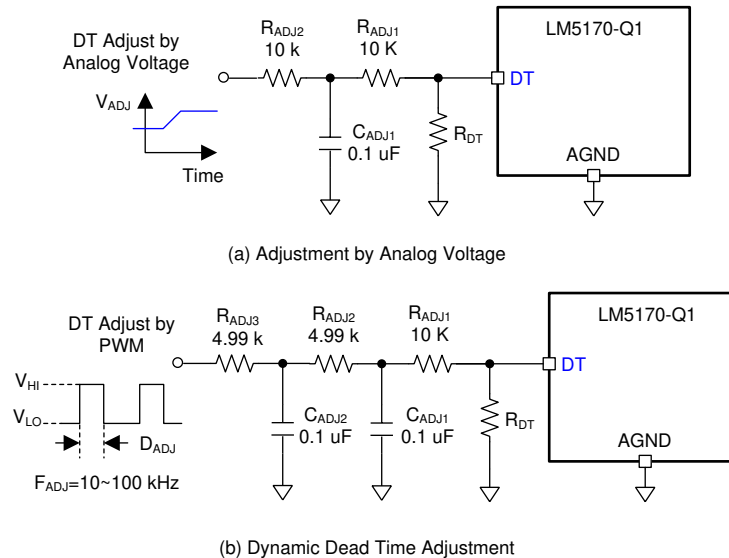 DT Adjust by
Analog Voltage
V_ADJ
Time
R_ADJ2
10 k
R_ADJ1
10 K
C_ADJ1
0.1 uF
R_DT
LM5170-Q1
DT
AGND
(a) Adjustment by Analog Voltage
DT Adjust by
PWM
V_HI
V_LO
D_ADJ
F_ADJ=10~100 kHz
R_ADJ3
4.99 k
R_ADJ2
4.99 k
R_ADJ1
10 K
C_ADJ2
0.1 uF
C_ADJ1
0.1 uF
R_DT
LM5170-Q1
DT
AGND
(b) Dynamic Dead Time Adjustment